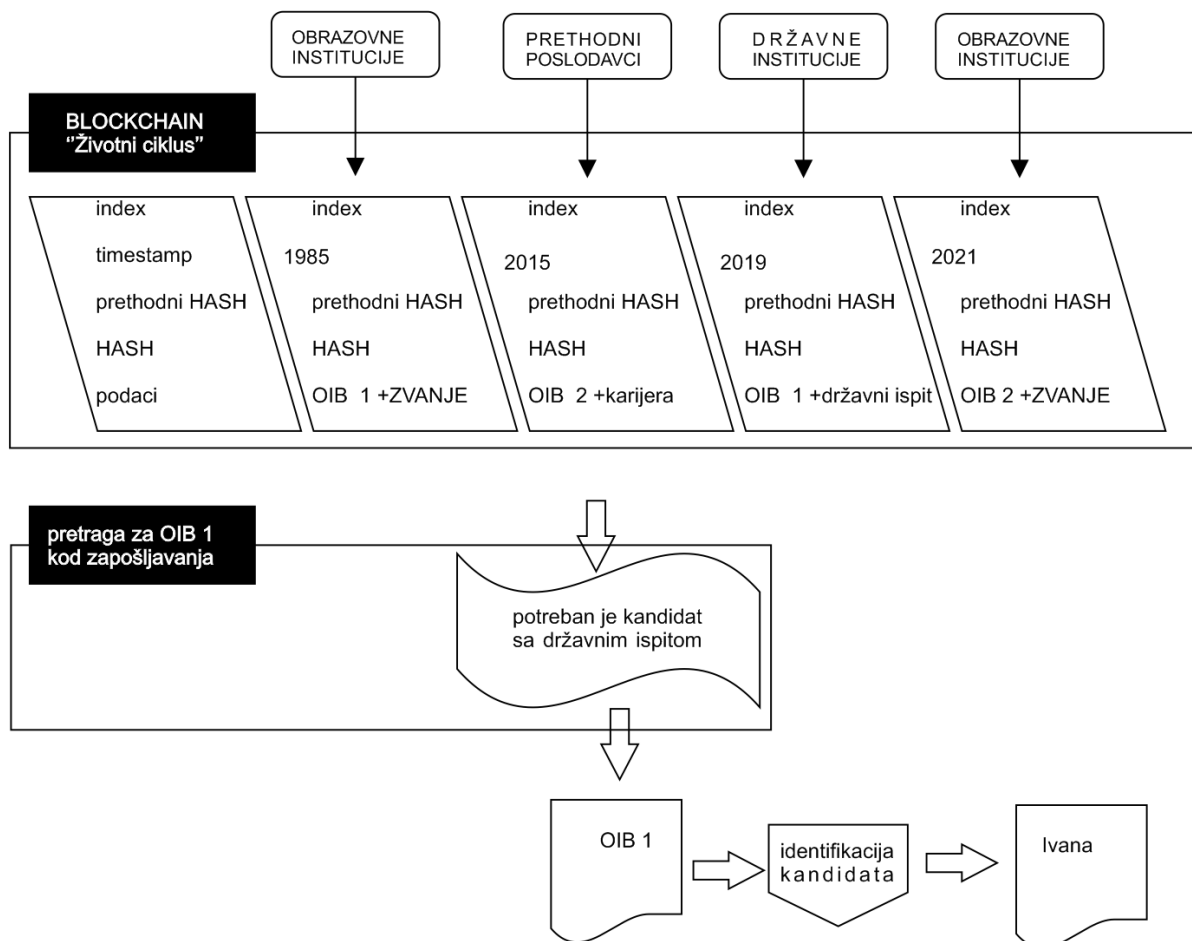 OBRAZOVNE
INSTITUCIJE
PRETHODNI
POSLODAVCI
DRŽAVNE
INSTITUCIJE
OBRAZOVNE
INSTITUCIJE
BLOCKCHAIN
‘’Životni ciklus’’
index
timestamp
prethodni HASH
HASH
podaci
index
1985
prethodni HASH
HASH
OIB 1 +ZVANJE
index
2015
prethodni HASH
HASH
OIB 2 +karijera
index
2019
prethodni HASH
HASH
OIB 1 +državni ispit
index
2021
prethodni HASH
HASH
OIB 2 +ZVANJE
pretraga za OIB 1
kod zapošljavanja
potreban je kandidat
sa državnim ispitom
OIB 1
identifikacija
kandidata
Ivana